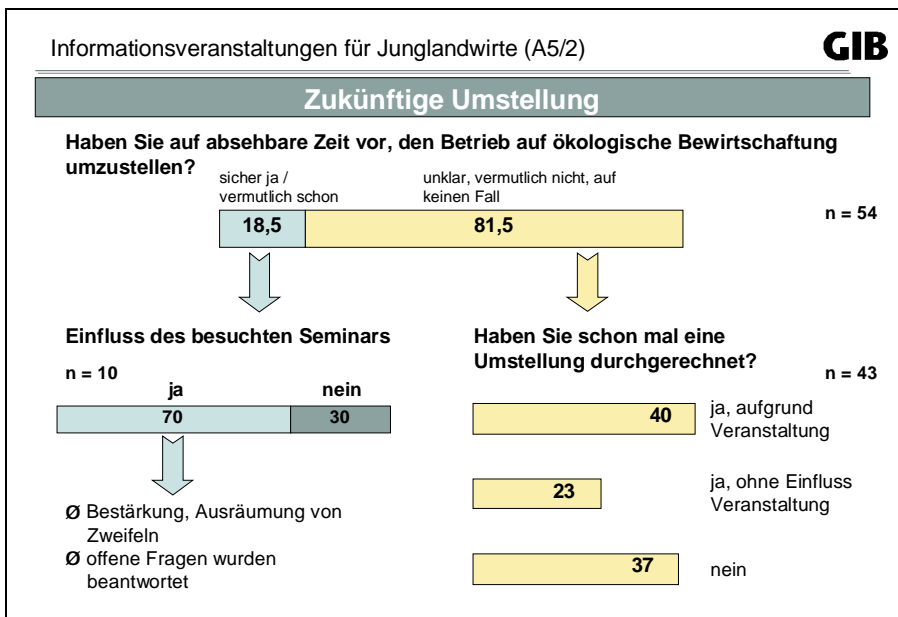 Informationsveranstaltungen für Junglandwirte (A5/2)
GIB
Zukünftige Umstellung
Haben Sie auf absehbare Zeit vor, den Betrieb auf ökologische Bewirtschaftung
umzustellen?
sicher ja /
vermutlich schon
unklar, vermutlich nicht, auf
keinen Fall
18,5
81,5
n = 54
Einfluss des besuchten Seminars
n = 10
ja
nein
70
30
Ø Bestärkung, Ausräumung von
Zweifeln
Ø offene Fragen wurden
beantwortet
Haben Sie schon mal eine
Umstellung durchgerechnet?
n = 43
40
ja, aufgrund
Veranstaltung
23
ja, ohne Einfluss
Veranstaltung
37
nein